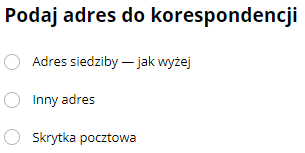 Podaj adres do korespondencji
Adres siedziby — jak wyżej
Inny adres
Skrytka pocztowa